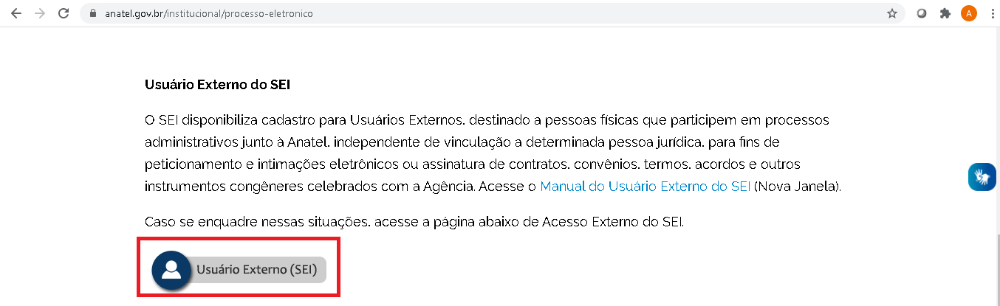 anatel.gov.br/institucional/processo-eletronico
A
Usuário Externo do SEI
O SEI disponibiliza cadastro para Usuários Externos, destinado a pessoas físicas que participem em processos
administrativos junto à Anatel, independente de vinculação a determinada pessoa jurídica, para fins de
peticionamento e intimações eletrônicos ou assinatura de contratos, convênios, termos, acordos e outros
instrumentos congêneres celebrados com a Agência. Acesse o Manual do Usuário Externo do SEI (Nova Janela).
Caso se enquadre nessas situações, acesse a página abaixo de Acesso Externo do SEI.
Usuário Externo (SEI)